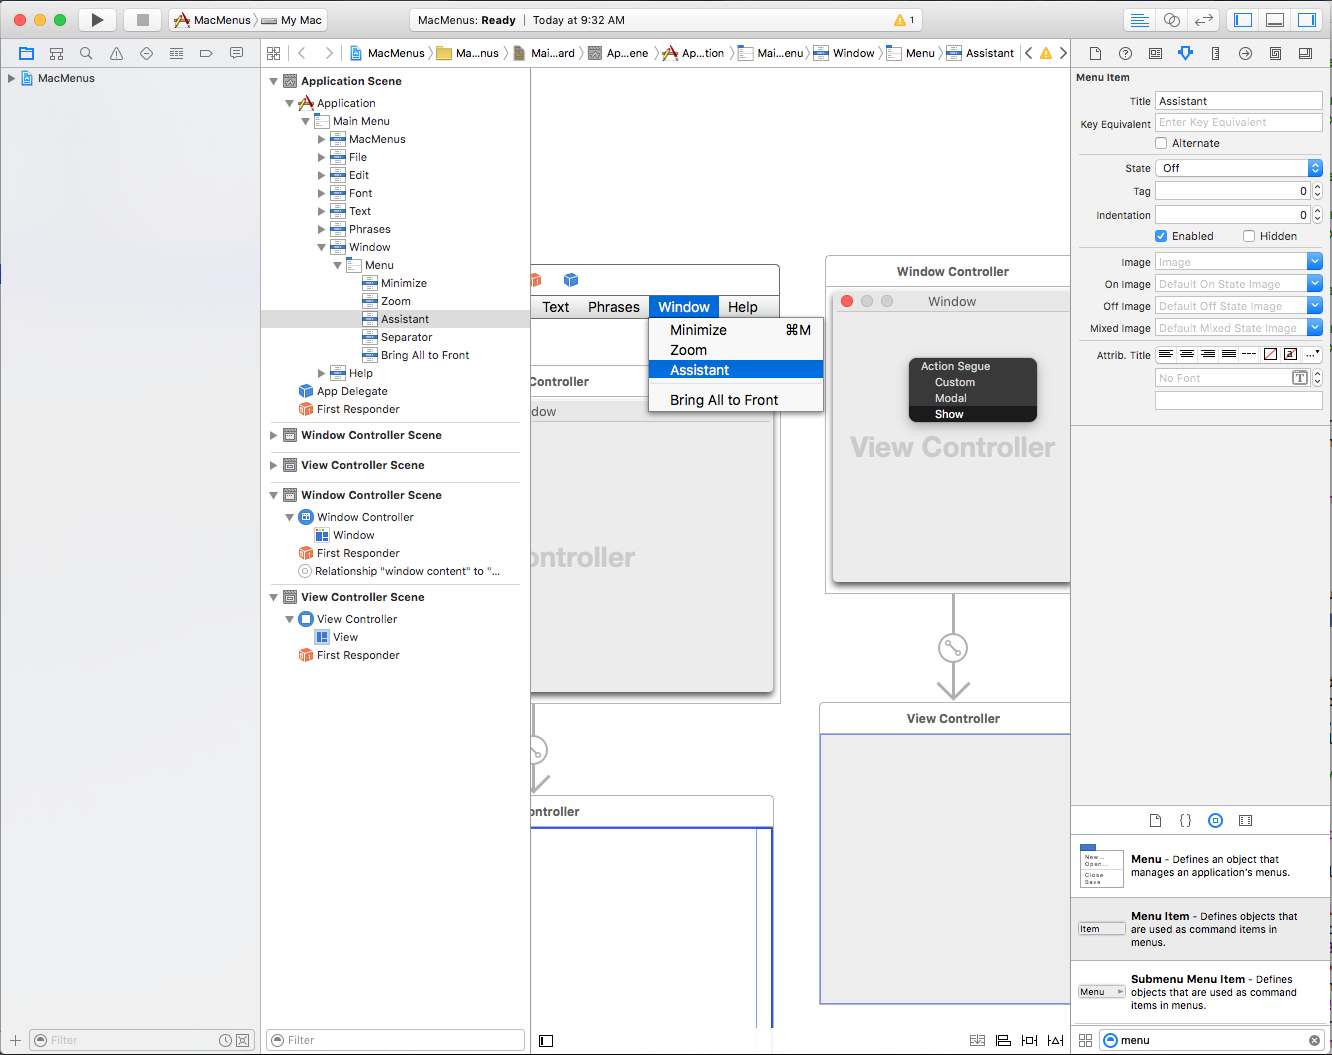 MacMenus
My Mac
MacMenus: Ready
Today at 9:32 AM
1
MacMenus
Ma...nus
Mai...ard
Ap...ene
Ap...tion
Mai...enu
Window
Menu
Assistant
MacMenus
Filter
Application Scene
Application
Main Menu
MacMenus
File
Edit
Font
Text
Phrases
Window
Menu
Minimize
Zoom
Assistant
Separator
Bring All to Front
Help
App Delegate
First Responder
Window Controller Scene
View Controller Scene
Window Controller Scene
Window Controller
Window
First Responder
Relationship "window content" to "...
View Controller Scene
View Controller
View
First Responder
Filter
Text Phrases Window Help
Minimize ⌘M
Zoom
Assistant
Bring All to Front
Controller
dow
ontroller
ontroller
Window Controller
Window
Action Segue
Custom
Modal
Show
View Controller
View Controller
Menu Item
Title Assistant
Key Equivalent Enter Key Equivalent
Alternate
State Off
Tag 0
Indentation 0
Enabled Hidden
Image Image
On Image Default On State Image
Off Image Default Off State Image
Mixed Image Default Mixed State Image
Attrib. Title
No Font
New...
Open...
Close
Save
Menu - Defines an object that
manages an application's menus.
Item
Menu Item - Defines objects that
are used as command items in
menus.
Menu
Submenu Menu Item - Defines
objects that are used as command
items in menus.
menu